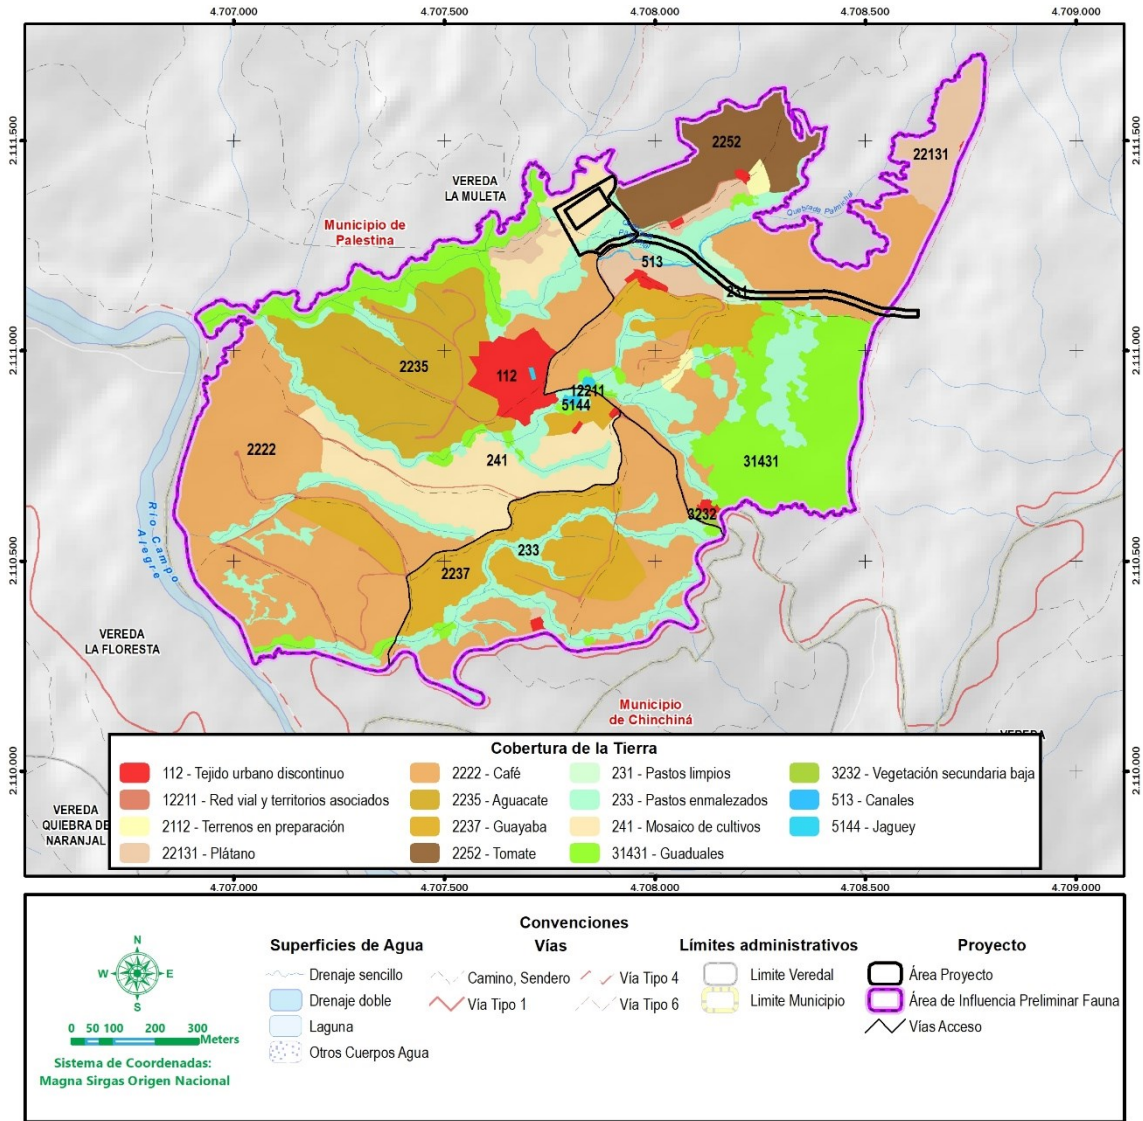 4.707.000
4.707.500
4.708.000
4.708.500
4.709.000
2.111.500
2.111.500
2252
22131
VEREDA
LA MULETA
Municipio de
Palestina
Quebrada Palmichal
513
231
2.111.000
2.111.000
2235
112
12211
5144
2222
241
31431
3232
Río Campo
Alegre
233
2237
2.110.500
2.110.500
VEREDA
LA FLORESTA
Municipio
de Chinchiná
VEREDA
2.110.000
2.110.000
VEREDA
QUIEBRA DE
NARANJAL
Cobertura de la Tierra
112 - Tejido urbano discontinuo
12211 - Red vial y territorios asociados
2112 - Terrenos en preparación
22131 - Plátano
2222 - Café
2235 - Aguacate
2237 - Guayaba
2252 - Tomate
231 - Pastos limpios
233 - Pastos enmalezados
241 - Mosaico de cultivos
31431 - Guaduales
3232 - Vegetación secundaria baja
513 - Canales
5144 - Jaguey
4.707.000
4.707.500
4.708.000
4.708.500
4.709.000
Convenciones
N
W
E
S
0 50 100 200 300
Meters
Sistema de Coordenadas:
Magna Sirgas Origen Nacional
Superficies de Agua
Drenaje sencillo
Drenaje doble
Laguna
Otros Cuerpos Agua
Vías
Camino, Sendero
Vía Tipo 1
Vía Tipo 4
Vía Tipo 6
Límites administrativos
Limite Veredal
Limite Municipio
Proyecto
Área Proyecto
Área de Influencia Preliminar Fauna
Vías Acceso